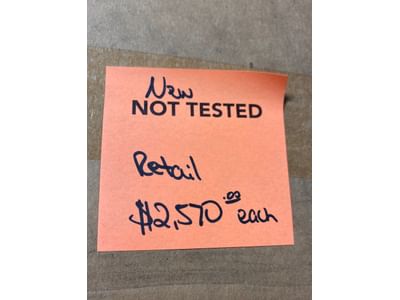 New
NOT TESTED
Retail
$2,570.00 each